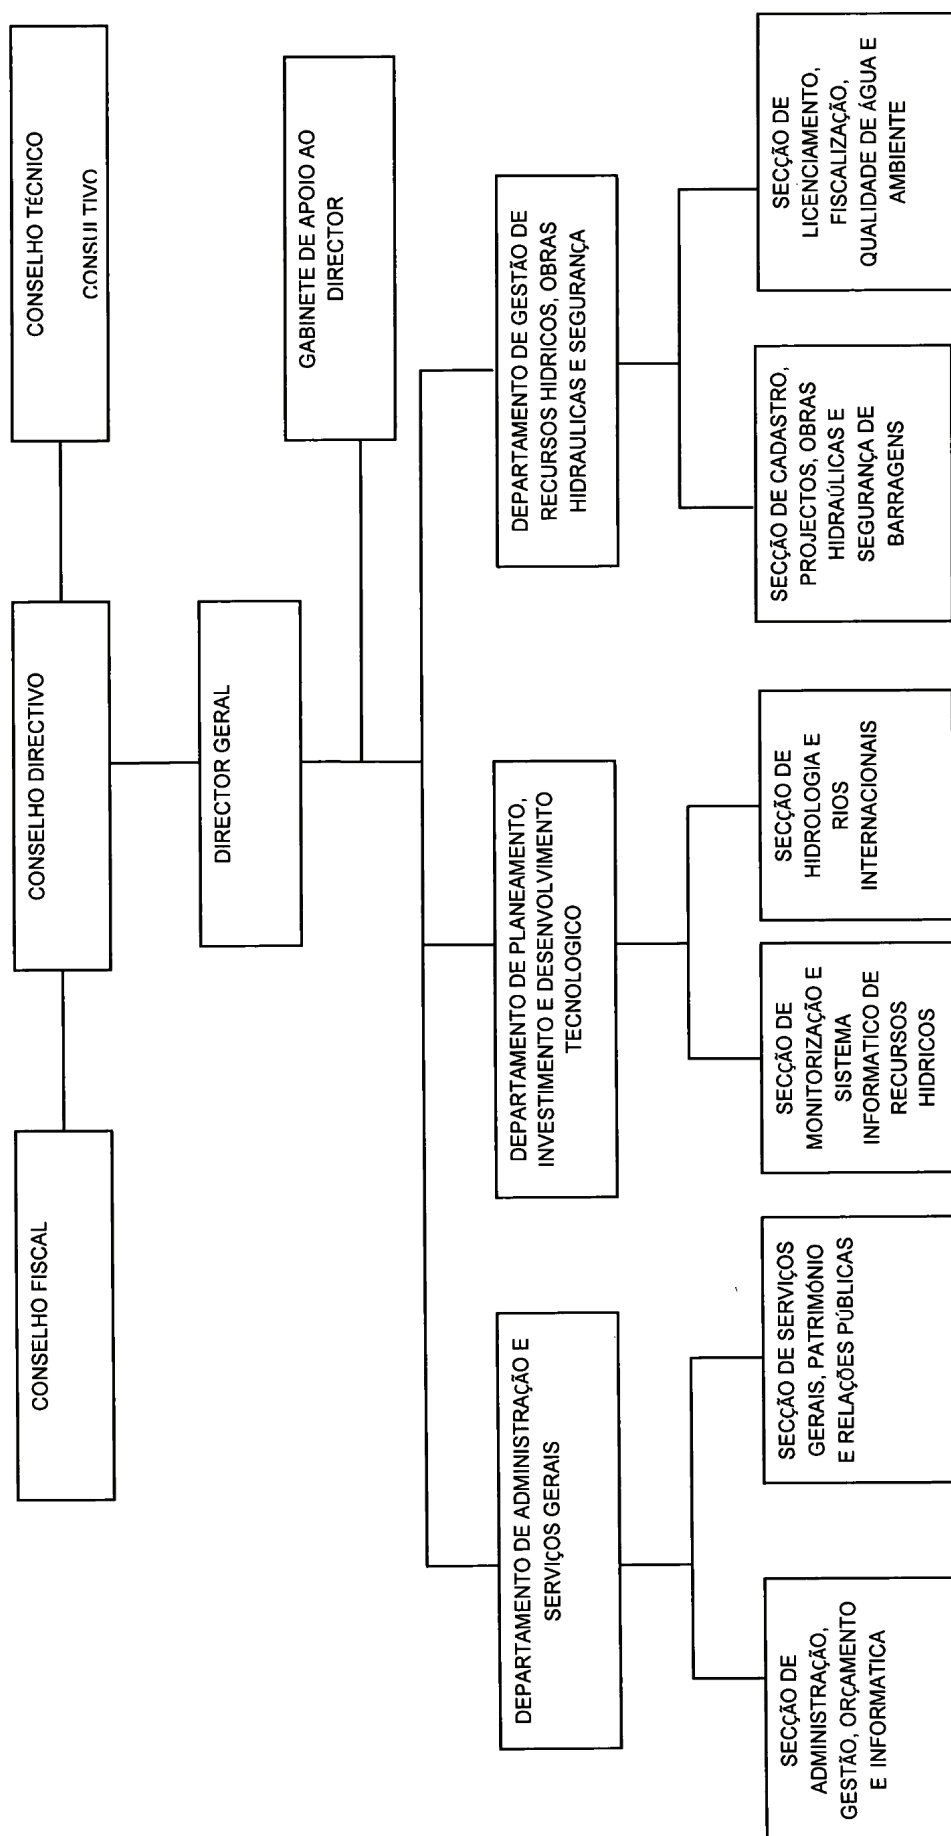 CONSELHO FISCAL
CONSELHO DIRECTIVO
CONSELHO TÉCNICO
CONSULTIVO
DIRECTOR GERAL
GABINETE DE APOIO AO
DIRECTOR
DEPARTAMENTO DE ADMINISTRAÇÃO E
SERVIÇOS GERAIS
DEPARTAMENTO DE PLANEAMENTO,
INVESTIMENTO E DESENVOLVIMENTO
TECNOLOGICO
DEPARTAMENTO DE GESTÃO DE
RECURSOS HIDRICOS, OBRAS
HIDRAULICAS E SEGURANÇA
SECÇÃO DE
ADMINISTRAÇÃO,
GESTÃO, ORÇAMENTO
E INFORMATICA
SECÇÃO DE SERVIÇOS
GERAIS, PATRIMÓNIO
E RELAÇÕES PÚBLICAS
SECÇÃO DE
MONITORIZAÇÃO E
SISTEMA
INFORMATICO DE
RECURSOS
HIDRICOS
SECÇÃO DE
HIDROLOGIA E
RIOS
INTERNACIONAIS
SECÇÃO DE CADASTRO,
PROJECTOS, OBRAS
HIDRAÚLICAS E
SEGURANÇA DE
BARRAGENS
SECÇÃO DE
LICENCIAMENTO,
FISCALIZAÇÃO,
QUALIDADE DE ÁGUA E
AMBIENTE